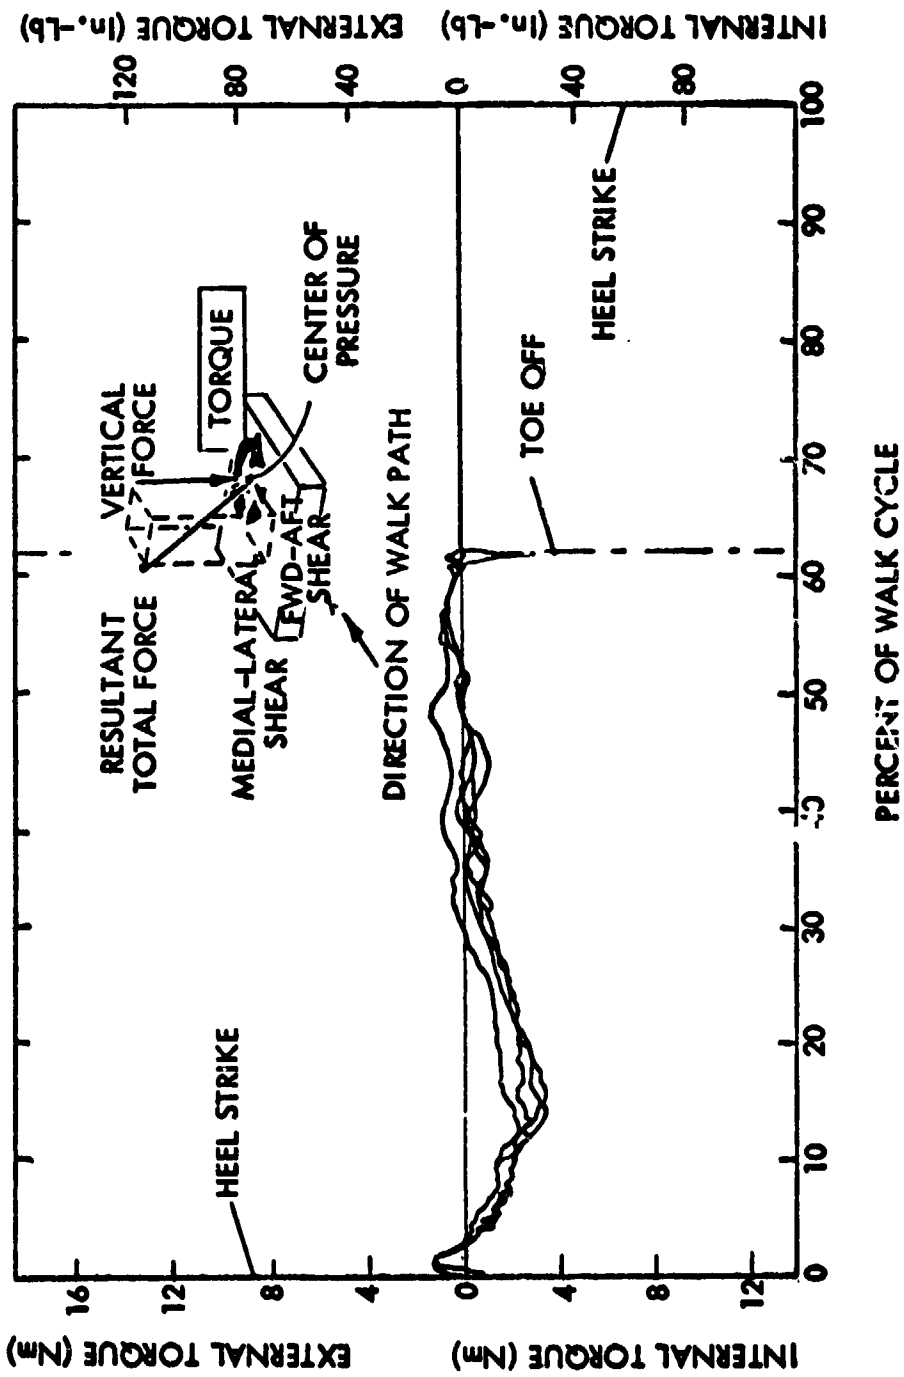 EXTERNAL TORQUE (Nm)
INTERNAL TORQUE (Nm)
16
12
8
4
0
4
8
12
HEEL STRIKE
RESULTANT
TOTAL FORCE
VERTICAL
FORCE
TORQUE
MEDIAL-LATERAL
SHEAR
FWD-AFT
SHEAR
CENTER OF
PRESSURE
DIRECTION OF WALK PATH
TOE OFF
HEEL STRIKE
EXTERNAL TORQUE (In.-Lb)
INTERNAL TORQUE (In.-Lb)
120
80
40
0
40
80
0
10
20
30
40
50
60
70
80
90
100
PERCENT OF WALK CYCLE